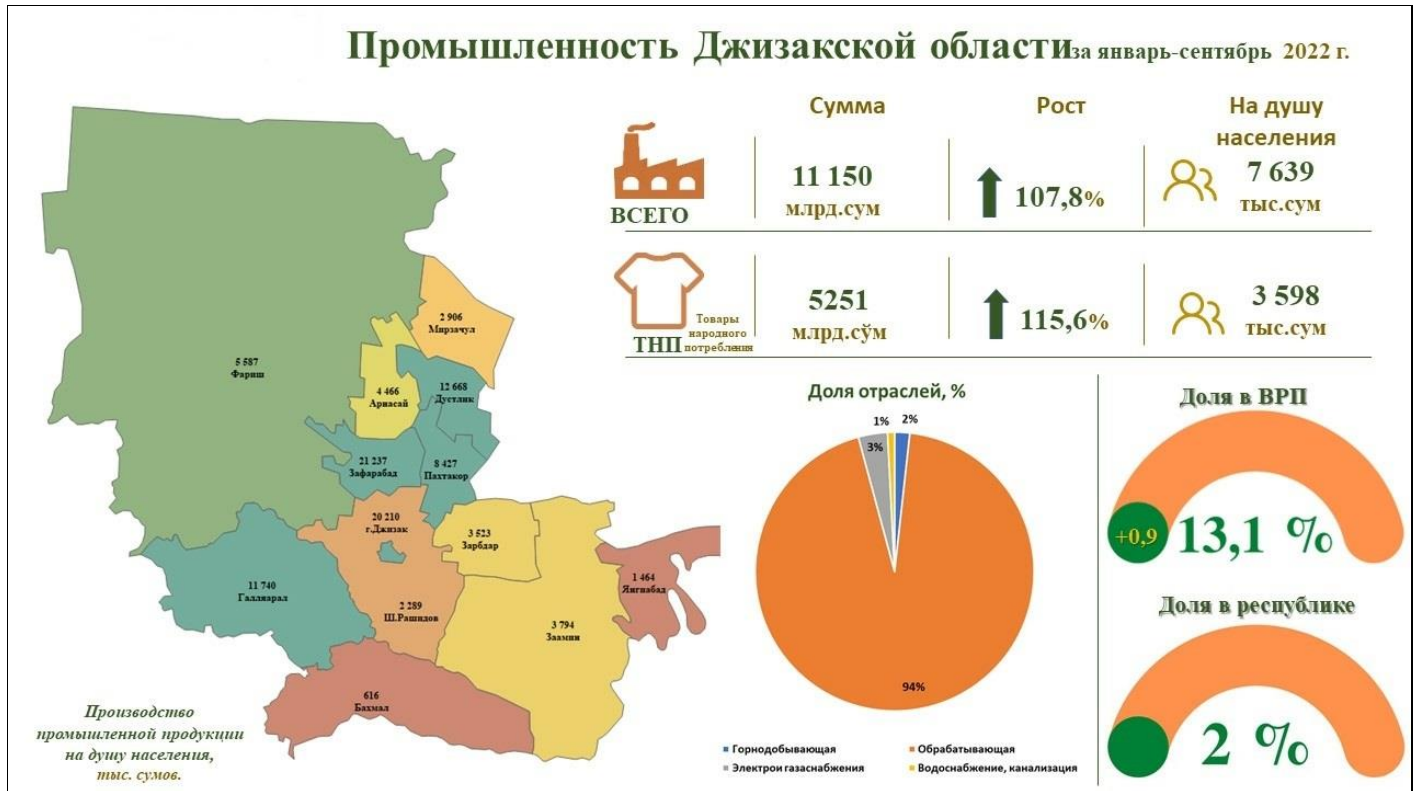 Промышленность Джизакской области за январь-сентябрь 2022 г.
Сумма
Рост
На душу
населения
ВСЕГО
11 150
млрд.сум
107,8%
7 639
тыс.сум
ТНП
Товары
народного
потребления
5251
млрд.сўм
115,6%
3 598
тыс.сум
2 906
Мирзачул
5 587
Фариш
4 466
Арнасай
12 668
Дустлик
21 237
Зафарабад
8 427
Пахтакор
20 210
г.Джизак
3 523
Зарбдар
1 464
Янгиабад
11 740
Галляарал
2 289
Ш.Рашидов
3 794
Заамин
616
Бахмал
Производство
промышленной продукции
на душу населения,
тыс. сумов.
Доля отраслей, %
1%
2%
3%
94%
Горнодобывающая
Обрабатывающая
Электрои газаснабжения
Водоснабжение, канализация
Доля в ВРП
+0,9
13,1 %
Доля в республике
2 %